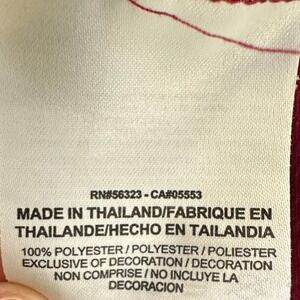 RN#56323 - CA#05553
MADE IN THAILAND/FABRIQUE EN
THAILANDE/HECHO EN TAILANDIA
100% POLYESTER / POLYESTER / POLIESTER
EXCLUSIVE OF DECORATION / DECORATION
NON COMPRISE / NO INCLUYE LA
DECORACION